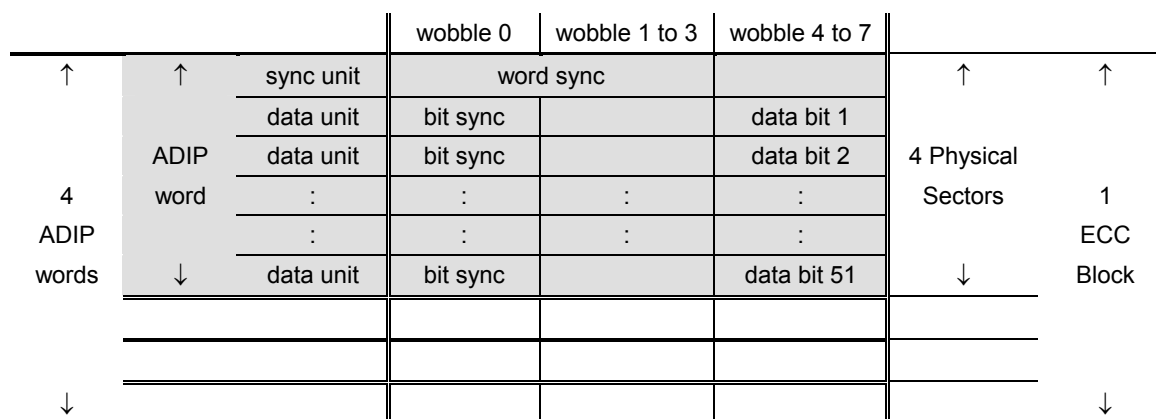 wobble 0 wobble 1 to 3 wobble 4 to 7
↑ ↑ sync unit word sync ↑ ↑
data unit bit sync data bit 1
ADIP data unit bit sync data bit 2 4 Physical
4 word : : : : Sectors 1
ADIP : : : : ECC
words ↓ data unit bit sync data bit 51 ↓ Block
↓ ↓